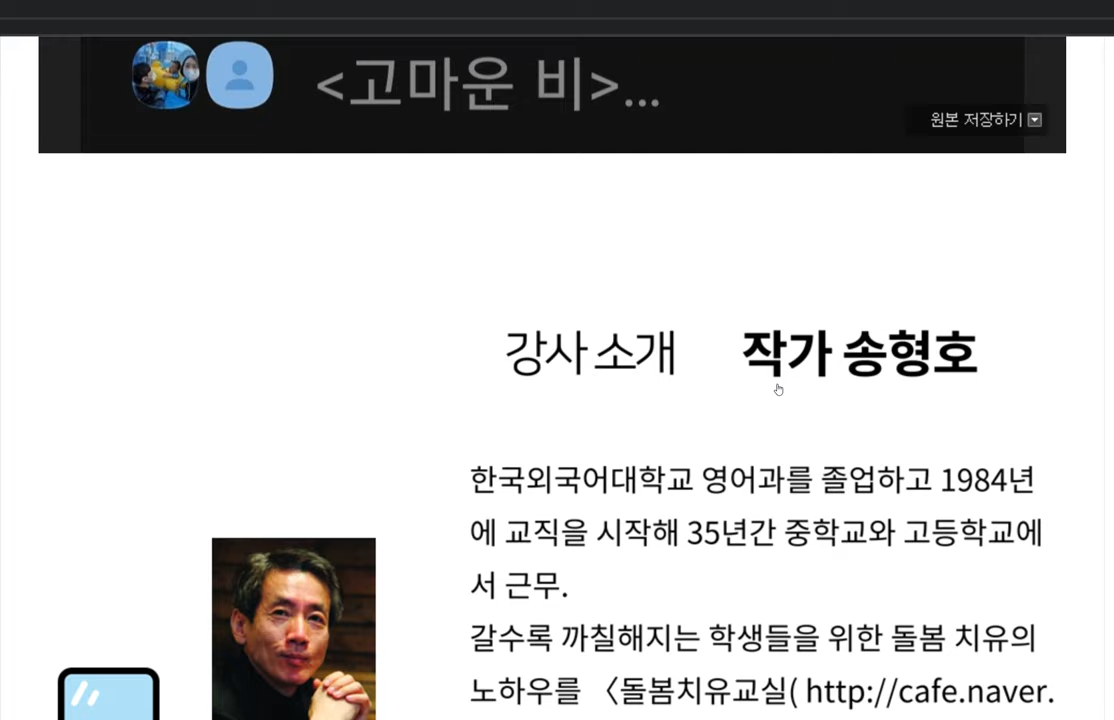 <고마운 비>...
원본 저장하기
강사 소개 작가 송형호
한국외국어대학교 영어과를 졸업하고 1984년
에 교직을 시작해 35년간 중학교와 고등학교에
서 근무.
갈수록 까칠해지는 학생들을 위한 돌봄 치유의
노하우를 〈돌봄치유교실( http://cafe.naver.